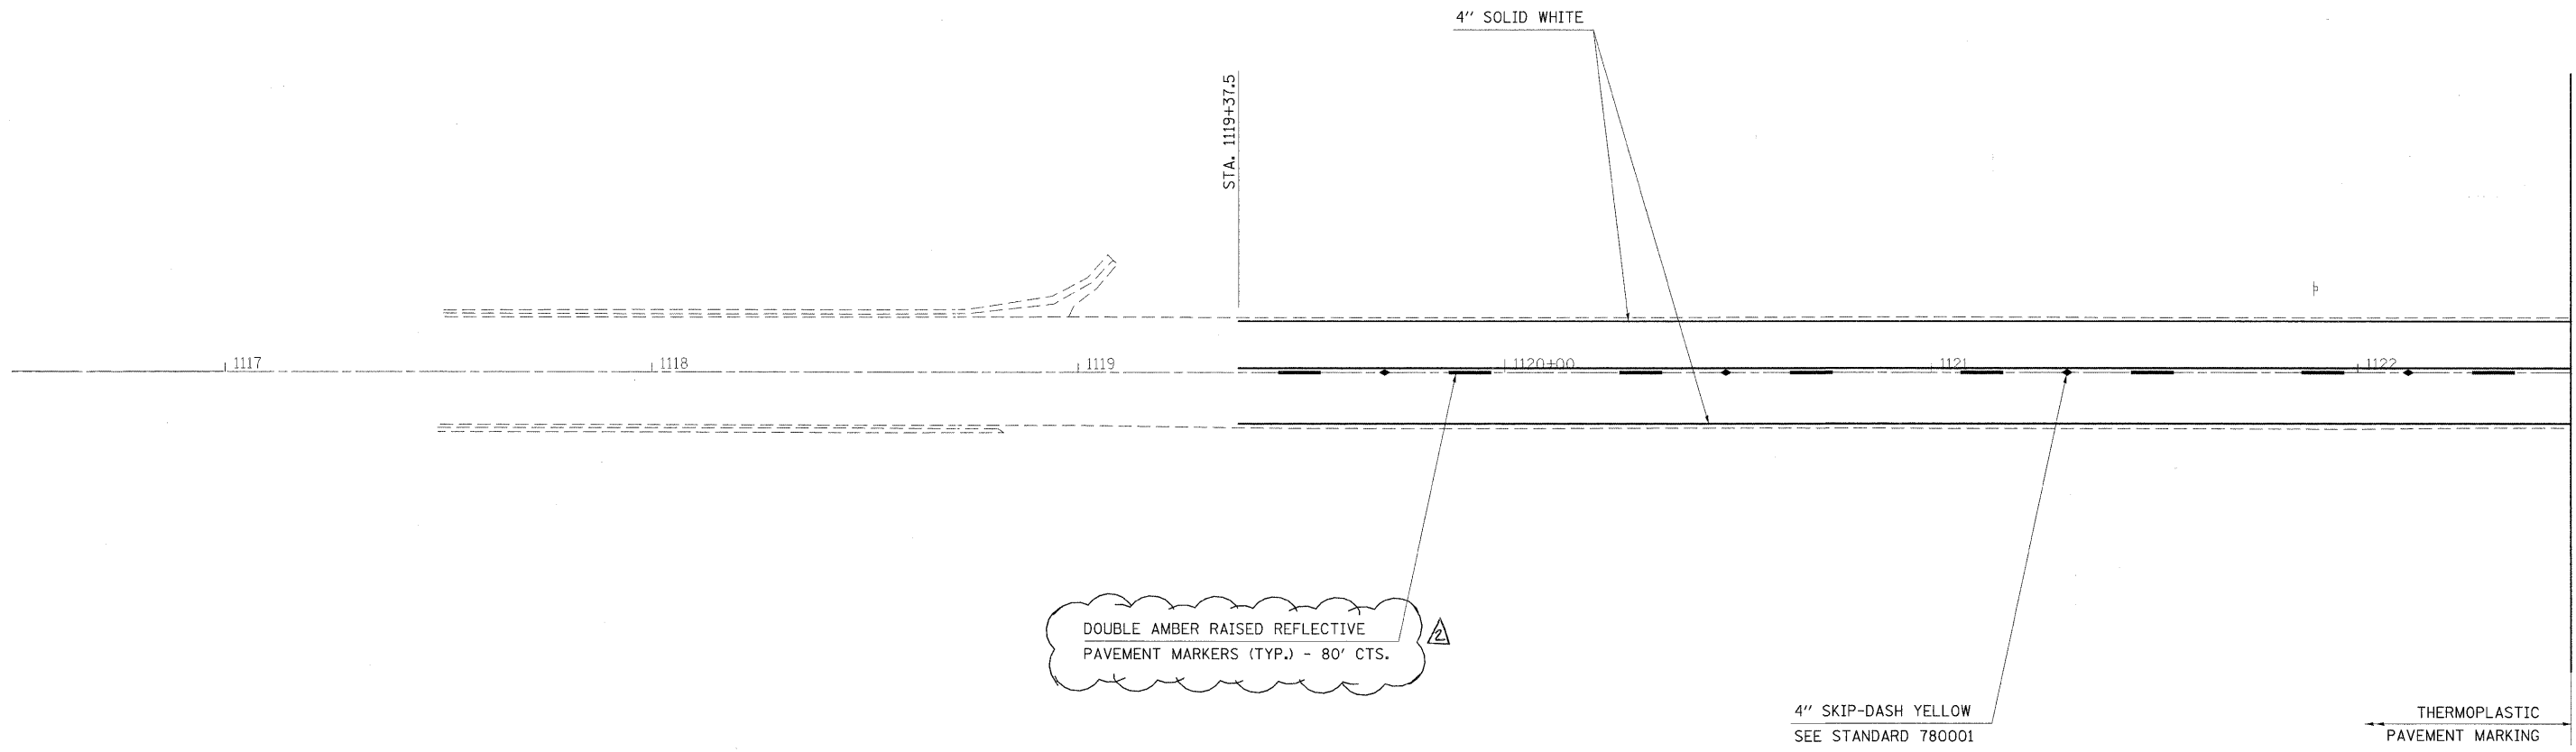 4" SOLID WHITE
STA. 1119+37.5
1117
1118
1119
1120+00
1121
1122
DOUBLE AMBER RAISED REFLECTIVE
PAVEMENT MARKERS (TYP.) - 80' CTS.
2
4" SKIP-DASH YELLOW
SEE STANDARD 780001
THERMOPLASTIC
PAVEMENT MARKING